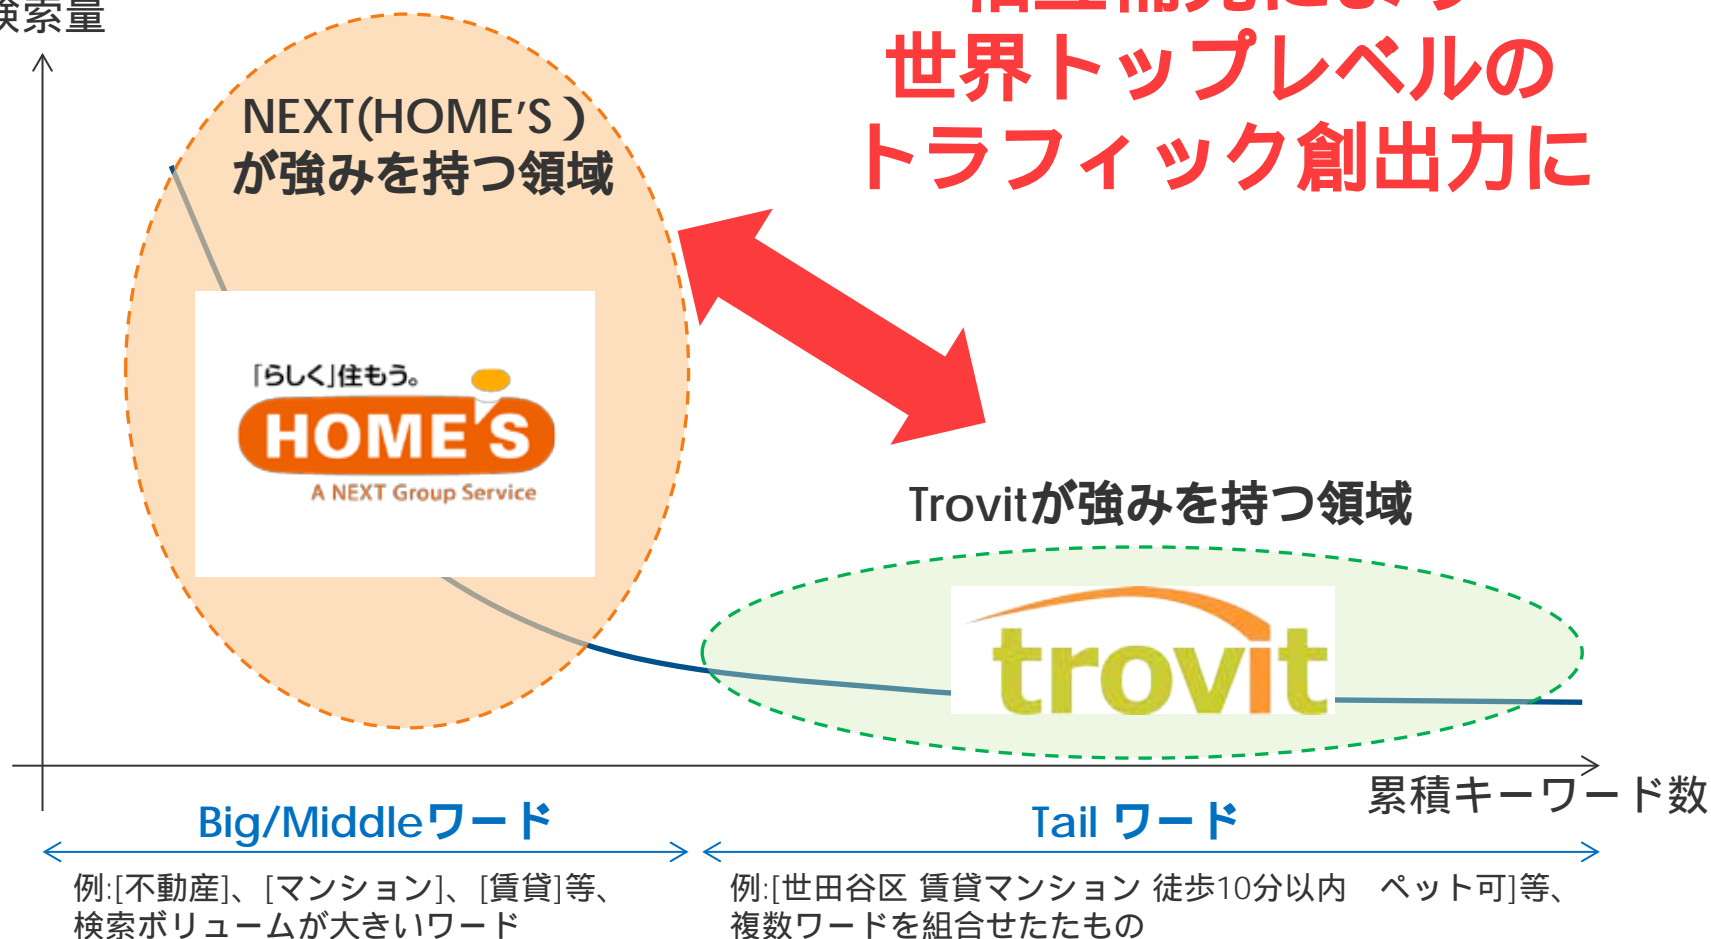 検索量
世界トップレベルの
トラフィック創出力に
NEXT(HOME'S )
が強みを持つ領域
「らしく」住もう。
HOME'S
A NEXT Group Service
Trovitが強みを持つ領域
trovit
累積キーワード数
Big/Middleワード
Tail ワード
例:[不動産]、[マンション]、[賃貸]等、
検索ボリュームが大きいワード
例:[世田谷区 賃貸マンション 徒歩10分以内　ペット可]等、
複数ワードを組合せたたもの